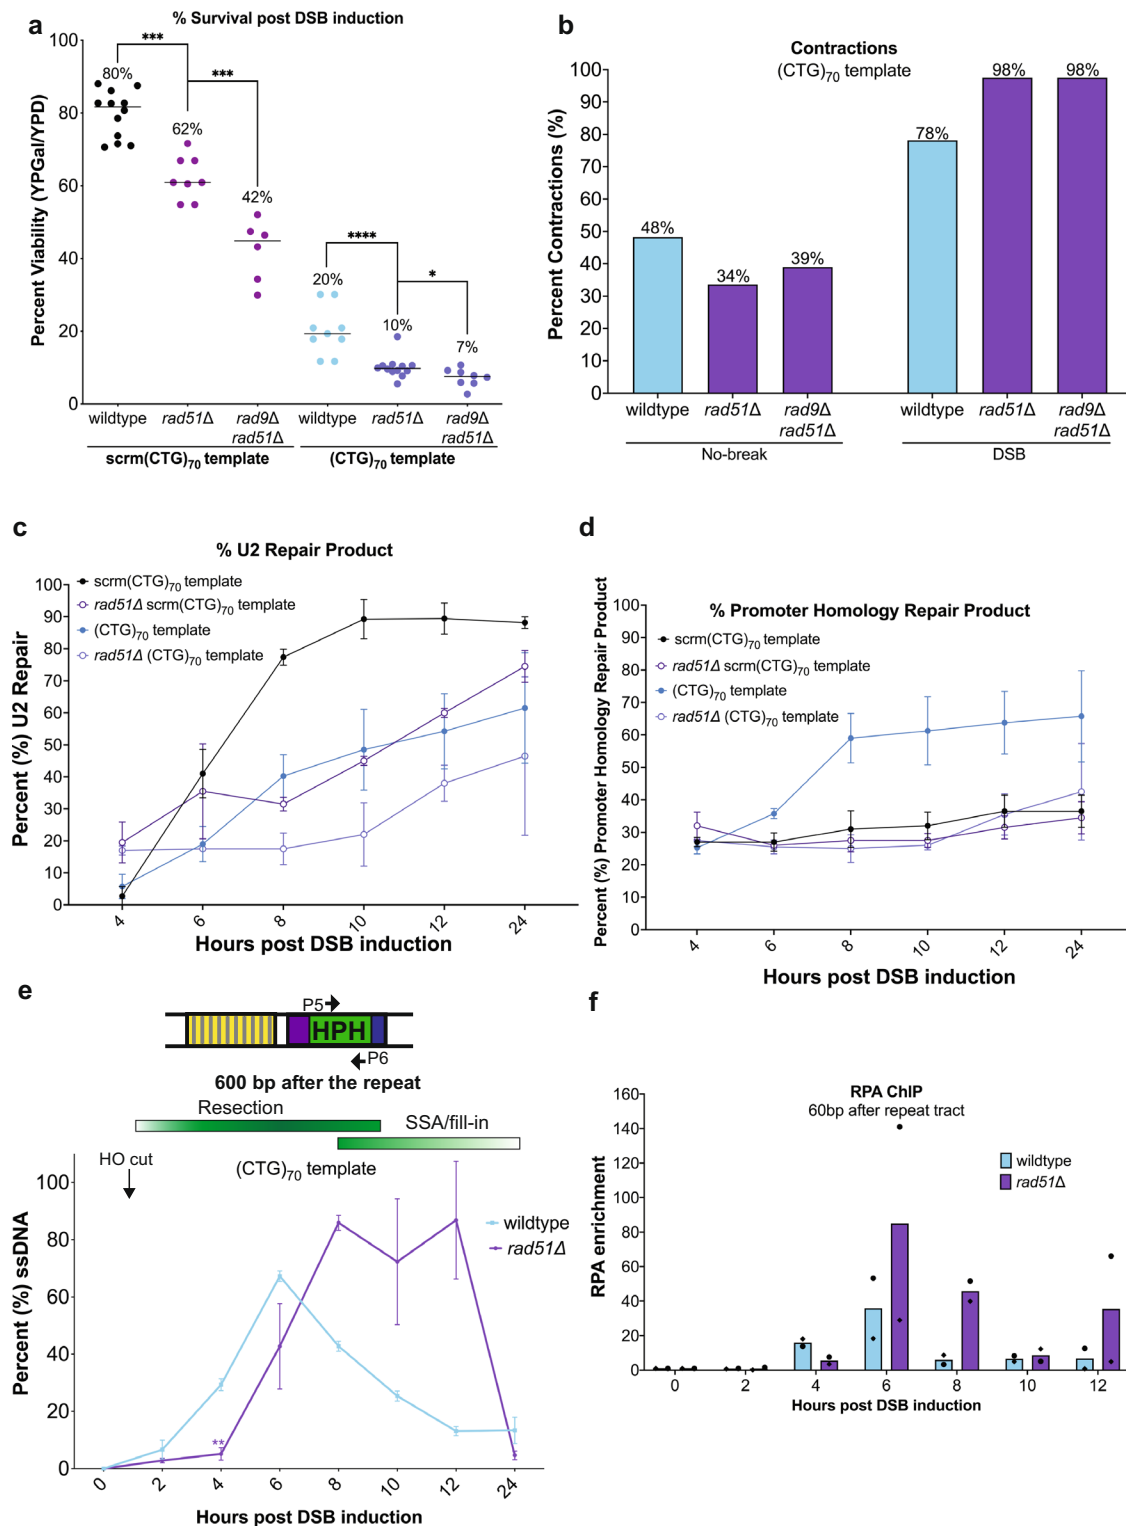 a
% Survival post DSB induction
Percent Viability (YPGal/YPD)
100
80
60
40
20
0
***
***
****
*
80%
62%
42%
20%
10%
7%
wildtype
rad51Δ
rad9Δ
rad51Δ
wildtype
rad51Δ
rad9Δ
rad51Δ
scrm(CTG)70 template
(CTG)70 template
b
Contractions
(CTG)70 template
Percent Contractions (%)
100
90
80
70
60
50
40
30
20
10
0
48%
34%
39%
78%
98%
98%
wildtype
rad51Δ
rad9Δ
rad51Δ
wildtype
rad51Δ
rad9Δ
rad51Δ
No-break
DSB
c
% U2 Repair Product
scrm(CTG)70 template
rad51Δ scrm(CTG)70 template
(CTG)70 template
rad51Δ (CTG)70 template
Percent (%) U2 Repair
100
90
80
70
60
50
40
30
20
10
0
4
6
8
10
12
24
Hours post DSB induction
d
% Promoter Homology Repair Product
scrm(CTG)70 template
rad51Δ scrm(CTG)70 template
(CTG)70 template
rad51Δ (CTG)70 template
Percent (%) Promoter Homology Repair Product
100
90
80
70
60
50
40
30
20
10
0
4
6
8
10
12
24
Hours post DSB induction
e
P5
HPH
P6
600 bp after the repeat
Resection
SSA/fill-in
HO cut
(CTG)70 template
wildtype
rad51Δ
Percent (%) ssDNA
100
80
60
40
20
0
**
0
2
4
6
8
10
12
24
Hours post DSB induction
f
RPA ChIP
60bp after repeat tract
wildtype
rad51Δ
RPA enrichment
160
140
120
100
80
60
40
20
0
0
2
4
6
8
10
12
Hours post DSB induction